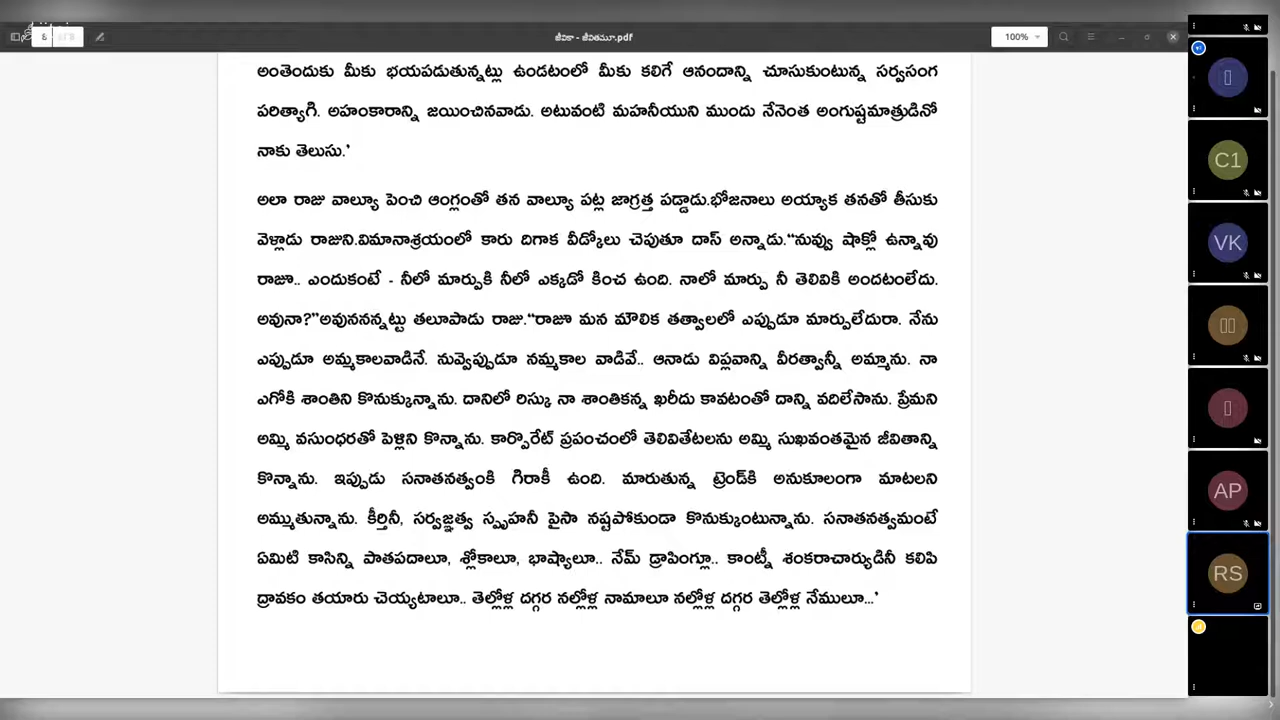 జీవికా - జీవితమూ.pdf
100%
అంతెందుకు మీకు భయపడుతున్నట్లు ఉండటంలో మీకు కలిగే ఆనందాన్ని చూసుకుంటున్న సర్వసంగ
పరిత్యాగి. అహంకారాన్ని జయించినవాడు. అటువంటి మహనీయుని ముందు నేనెంత అంగుష్టమాత్రుడినో
నాకు తెలుసు.’
అలా రాజు వాల్యూ పెంచి ఆంగ్లంతో తన వాల్యూ పట్ల జాగ్రత్త పడ్డాడు.భోజనాలు అయ్యాక తనతో తీసుకు
వెళ్లాడు రాజుని.విమానాశ్రయంలో కారు దిగాక వీడ్కోలు చెపుతూ దాస్ అన్నాడు.“నువ్వు షాక్లో ఉన్నావు
రాజూ.. ఎందుకంటే - నీలో మార్పుకి నీలో ఎక్కడో కించ ఉంది. నాలో మార్పు నీ తెలివికి అందటంలేదు.
అవునా?”అవుననన్నట్టు తలూపాడు రాజు.“రాజూ మన మౌలిక తత్వాలలో ఎప్పుడూ మార్పులేదురా. నేను
ఎప్పుడూ అమ్మకాలవాడినే. నువ్వెప్పుడూ నమ్మకాల వాడివే.. ఆనాడు విప్లవాన్ని వీరత్వాన్నీ అమ్మాను. నా
ఎగోకి శాంతిని కొనుక్కున్నాను. దానిలో రిస్కు నా శాంతికన్న ఖరీదు కావటంతో దాన్ని వదిలేసాను. ప్రేమని
అమ్మి వసుంధరతో పెళ్లిని కొన్నాను. కార్పొరేట్ ప్రపంచంలో తెలివితేటలను అమ్మి సుఖవంతమైన జీవితాన్ని
కొన్నాను. ఇప్పుడు సనాతనత్వంకి గిరాకీ ఉంది. మారుతున్న ట్రెండ్‌కి అనుకూలంగా మాటలని
అమ్ముతున్నాను. కీర్తినీ, సర్వజ్ఞత్వ స్పృహనీ పైసా నష్టపోకుండా కొనుక్కుంటున్నాను. సనాతనత్వమంటే
ఏమిటి కాసిన్ని పాతపదాలూ, శ్లోకాలూ, భాష్యాలూ.. నేమ్ డ్రాపింగ్లూ.. కాంట్నీ శంకరాచార్యుడినీ కలిపి
ద్రావకం తయారు చెయ్యటాలూ.. తెల్లోళ్ల దగ్గర నల్లోళ్ల నామాలూ నల్లోళ్ల దగ్గర తెల్లోళ్ల నేములూ...’
C1
VK
AP
RS